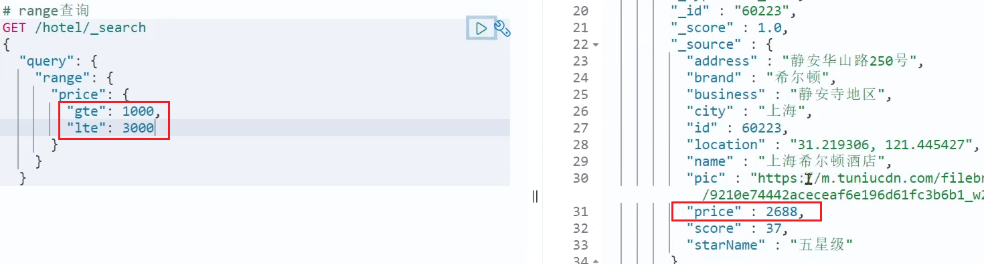 # range查询
GET /hotel/_search
{
  "query": {
    "range": {
      "price": {
        "gte": 1000,
        "lte": 3000
      }
    }
  }
20 "_id" : "60223",
21 "_score" : 1.0,
22 "_source" : {
23 "address" : "静安华山路250号",
24 "brand" : "希尔顿",
25 "business" : "静安寺地区",
26 "city" : "上海",
27 "id" : 60223,
28 "location" : "31.219306, 121.445427",
29 "name" : "上海希尔顿酒店",
30 "pic" : "https://m.tuniucdn.com/filebr
/9210e74442aceceaf6e196d61fc3b6b1_w2
31 "price" : 2688,
32 "score" : 37,
33 "starName" : "五星级"
34 }